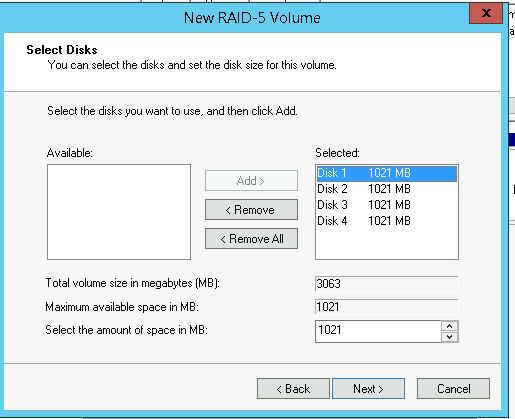 New RAID-5 Volume
x
Select Disks
You can select the disks and set the disk size for this volume.
Select the disks you want to use, and then click Add.
Available:
Selected:
Add >
< Remove
< Remove All
Disk 1 1021 MB
Disk 2 1021 MB
Disk 3 1021 MB
Disk 4 1021 MB
Total volume size in megabytes (MB): 3063
Maximum available space in MB: 1021
Select the amount of space in MB: 1021
< Back
Next >
Cancel